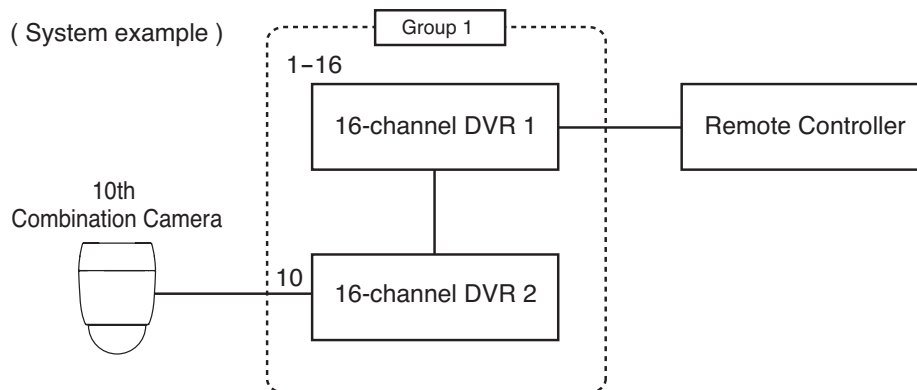 ( System example )
Group 1
1–16
16-channel DVR 1
Remote Controller
10th
Combination Camera
10
16-channel DVR 2